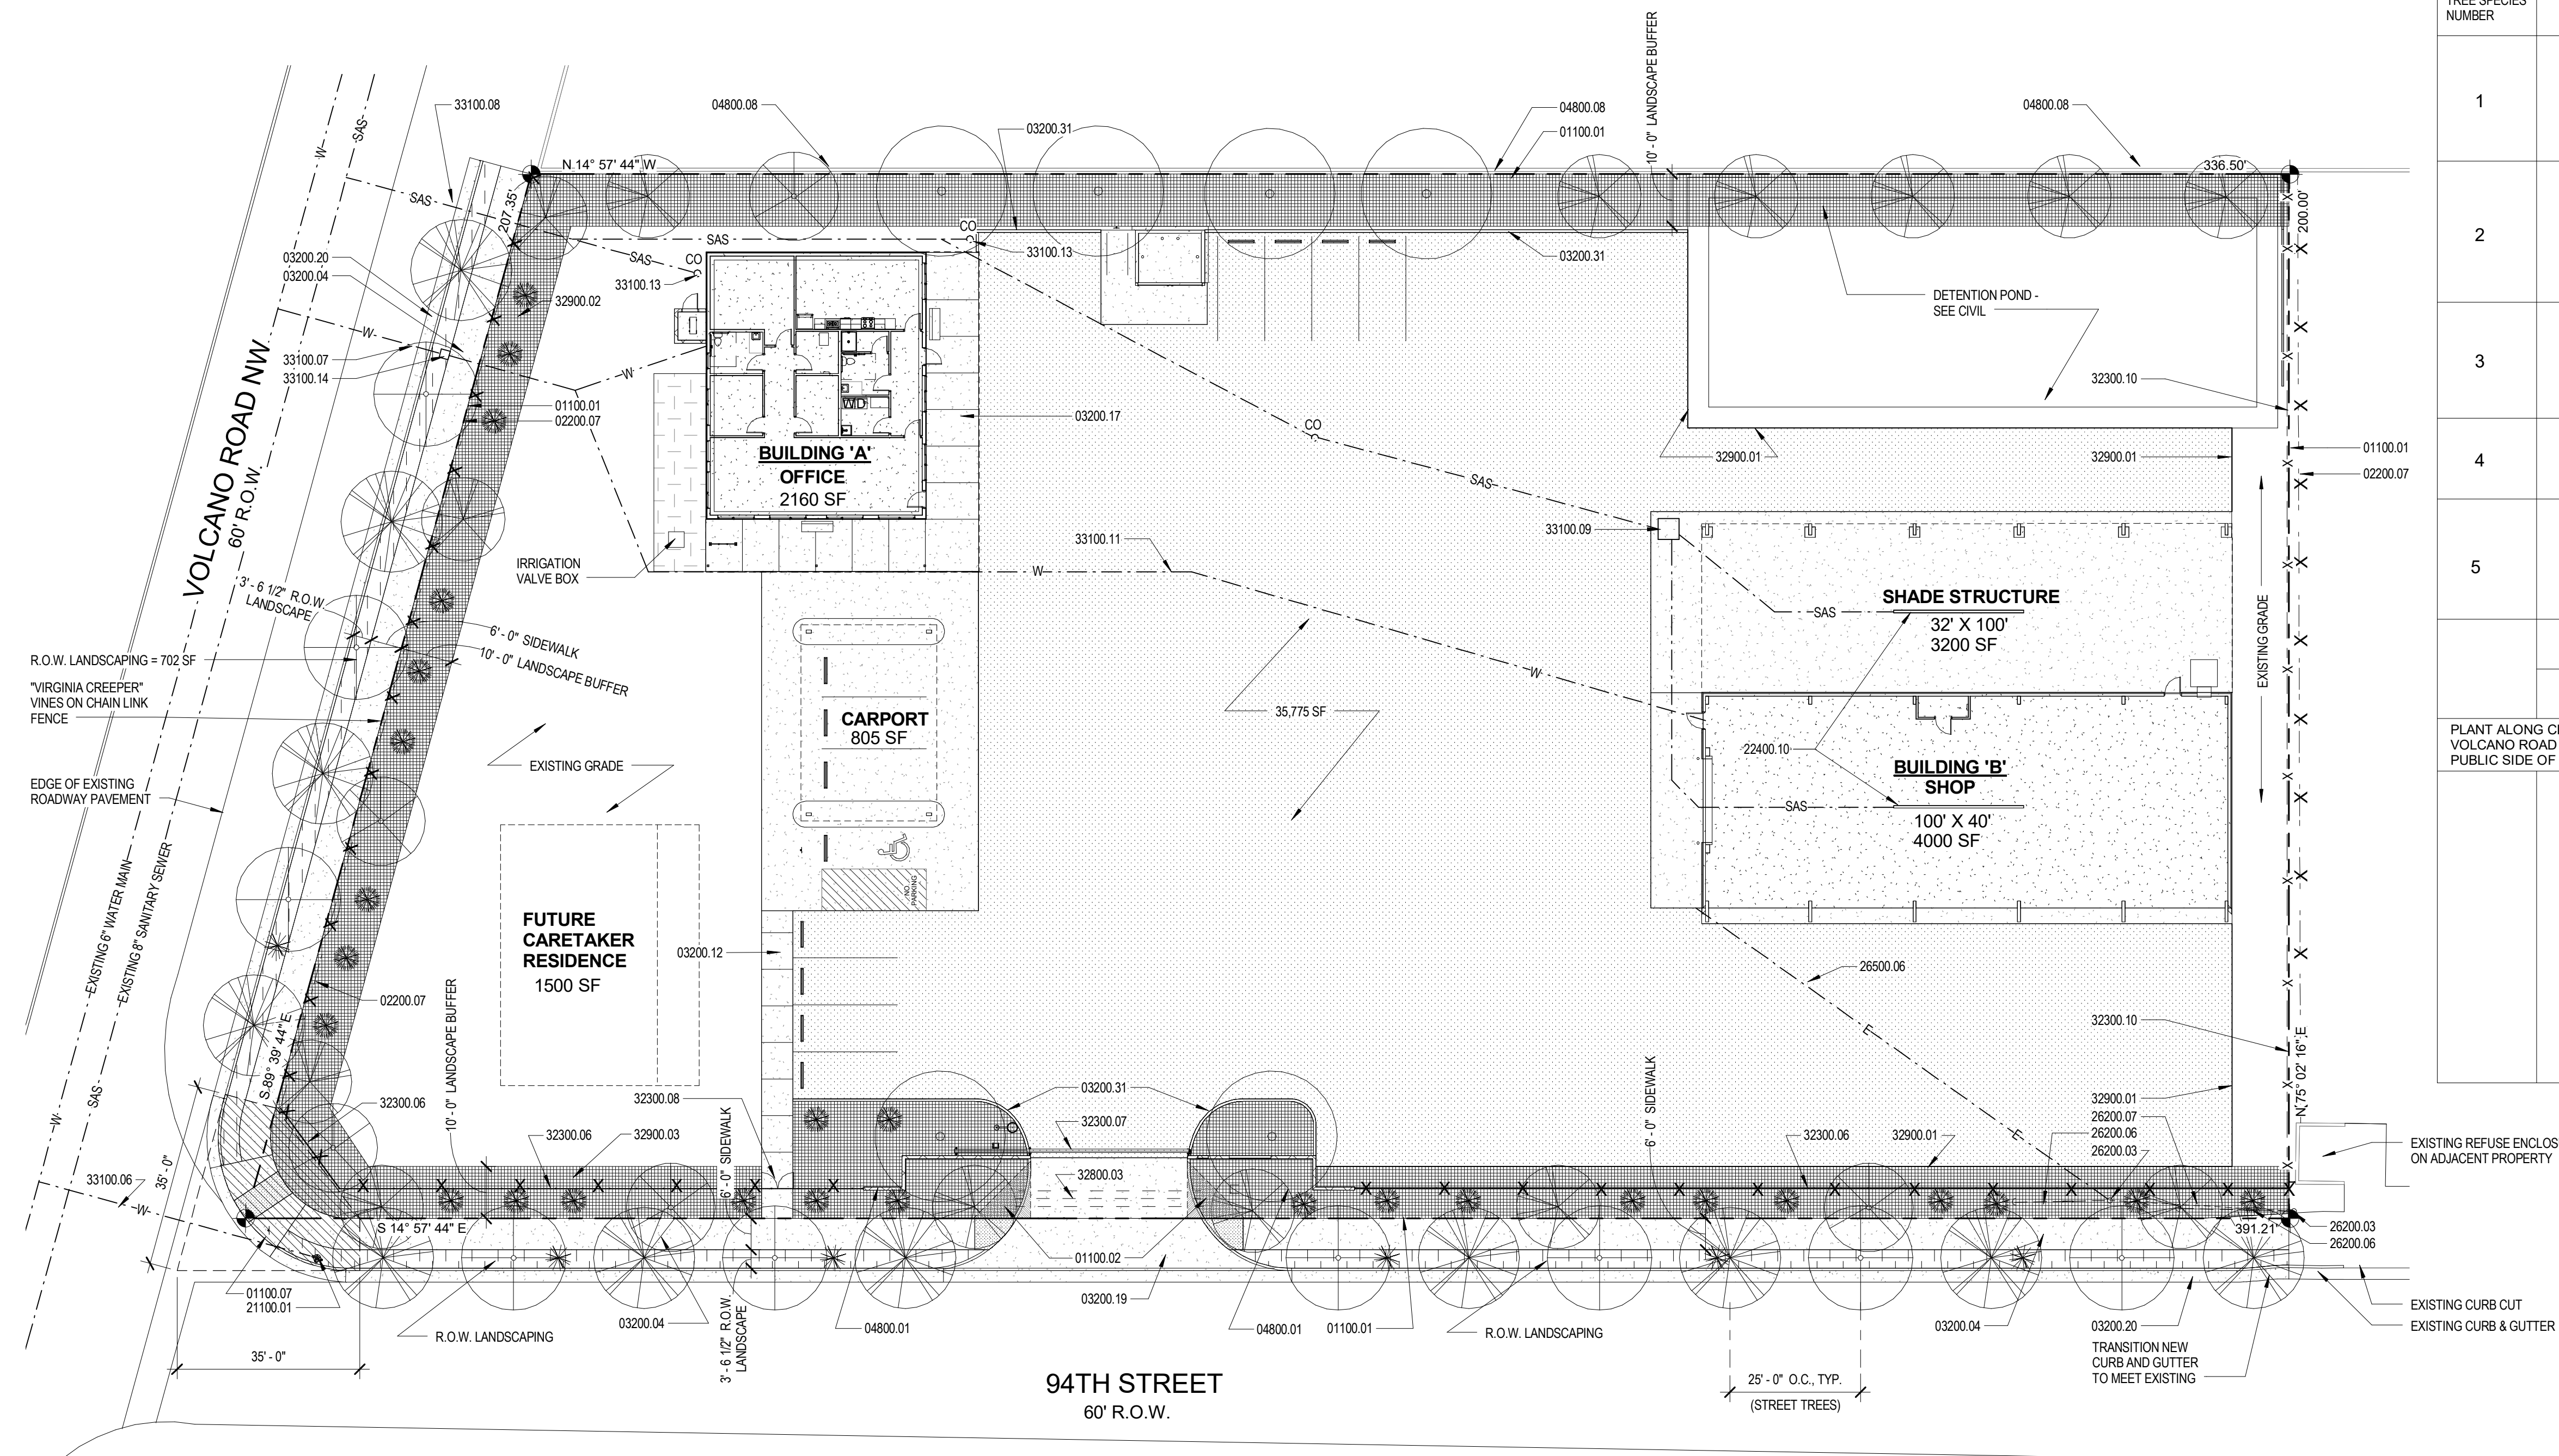 TREE SPECIES
NUMBER
1
2
3
4
5
PLANT ALONG
VOLCANO ROAD
PUBLIC SIDE OF
33100.08
04800.08
03200.31
04800.08
01100.01
10' - 0" LANDSCAPE BUFFER
04800.08
N 14° 57' 44" W
336.50'
207.35'
200.00'
W
SAS
SAS
SAS
SAS
CO
CO
33100.13
33100.13
03200.31
03200.20
03200.04
32900.02
W
W
33100.07
33100.14
01100.01
02200.07
VOLCANO ROAD NW
60' R.O.W.
W/D
BUILDING 'A'
OFFICE
2160 SF
03200.17
DETENTION POND -
SEE CIVIL
32300.10
CO
32900.01
32900.01
01100.01
02200.07
SAS
33100.11
33100.09
IRRIGATION
VALVE BOX
W
3' - 6 1/2" R.O.W.
LANDSCAPE
6' - 0" SIDEWALK
10' - 0" LANDSCAPE BUFFER
R.O.W. LANDSCAPING = 702 SF
"VIRGINIA CREEPER"
VINES ON CHAIN LINK
FENCE
EDGE OF EXISTING
ROADWAY PAVEMENT
EXISTING 6" WATER MAIN
EXISTING 8" SANITARY SEWER
EXISTING GRADE
SHADE STRUCTURE
32' X 100'
3200 SF
SAS
EXISTING GRADE
W
CARPORT
805 SF
35,775 SF
22400.10
BUILDING 'B'
SHOP
100' X 40'
4000 SF
SAS
NO
PARKING
FUTURE
CARETAKER
RESIDENCE
1500 SF
03200.12
26500.06
E
02200.07
10' - 0" LANDSCAPE BUFFER
S 89° 39' 44" E
32300.10
N 75° 02' 16" E
32300.06
32300.08
6' - 0" SIDEWALK
03200.31
32300.07
6' - 0" SIDEWALK
32900.01
26200.07
26200.06
26200.03
E
32300.06
32900.03
32300.06
32900.01
EXISTING REFUSE ENCLOS
ON ADJACENT PROPERTY
W
SAS
33100.06
35' - 0"
W
32800.03
S 14° 57' 44" E
391.21'
26200.03
26200.06
01100.02
01100.07
21100.01
03200.19
R.O.W. LANDSCAPING
03200.04
3' - 6 1/2" R.O.W.
LANDSCAPE
04800.01
04800.01
01100.01
R.O.W. LANDSCAPING
03200.04
03200.20
TRANSITION NEW
CURB AND GUTTER
TO MEET EXISTING
EXISTING CURB CUT
EXISTING CURB & GUTTER
35' - 0"
94TH STREET
60' R.O.W.
25' - 0" O.C., TYP.
(STREET TREES)